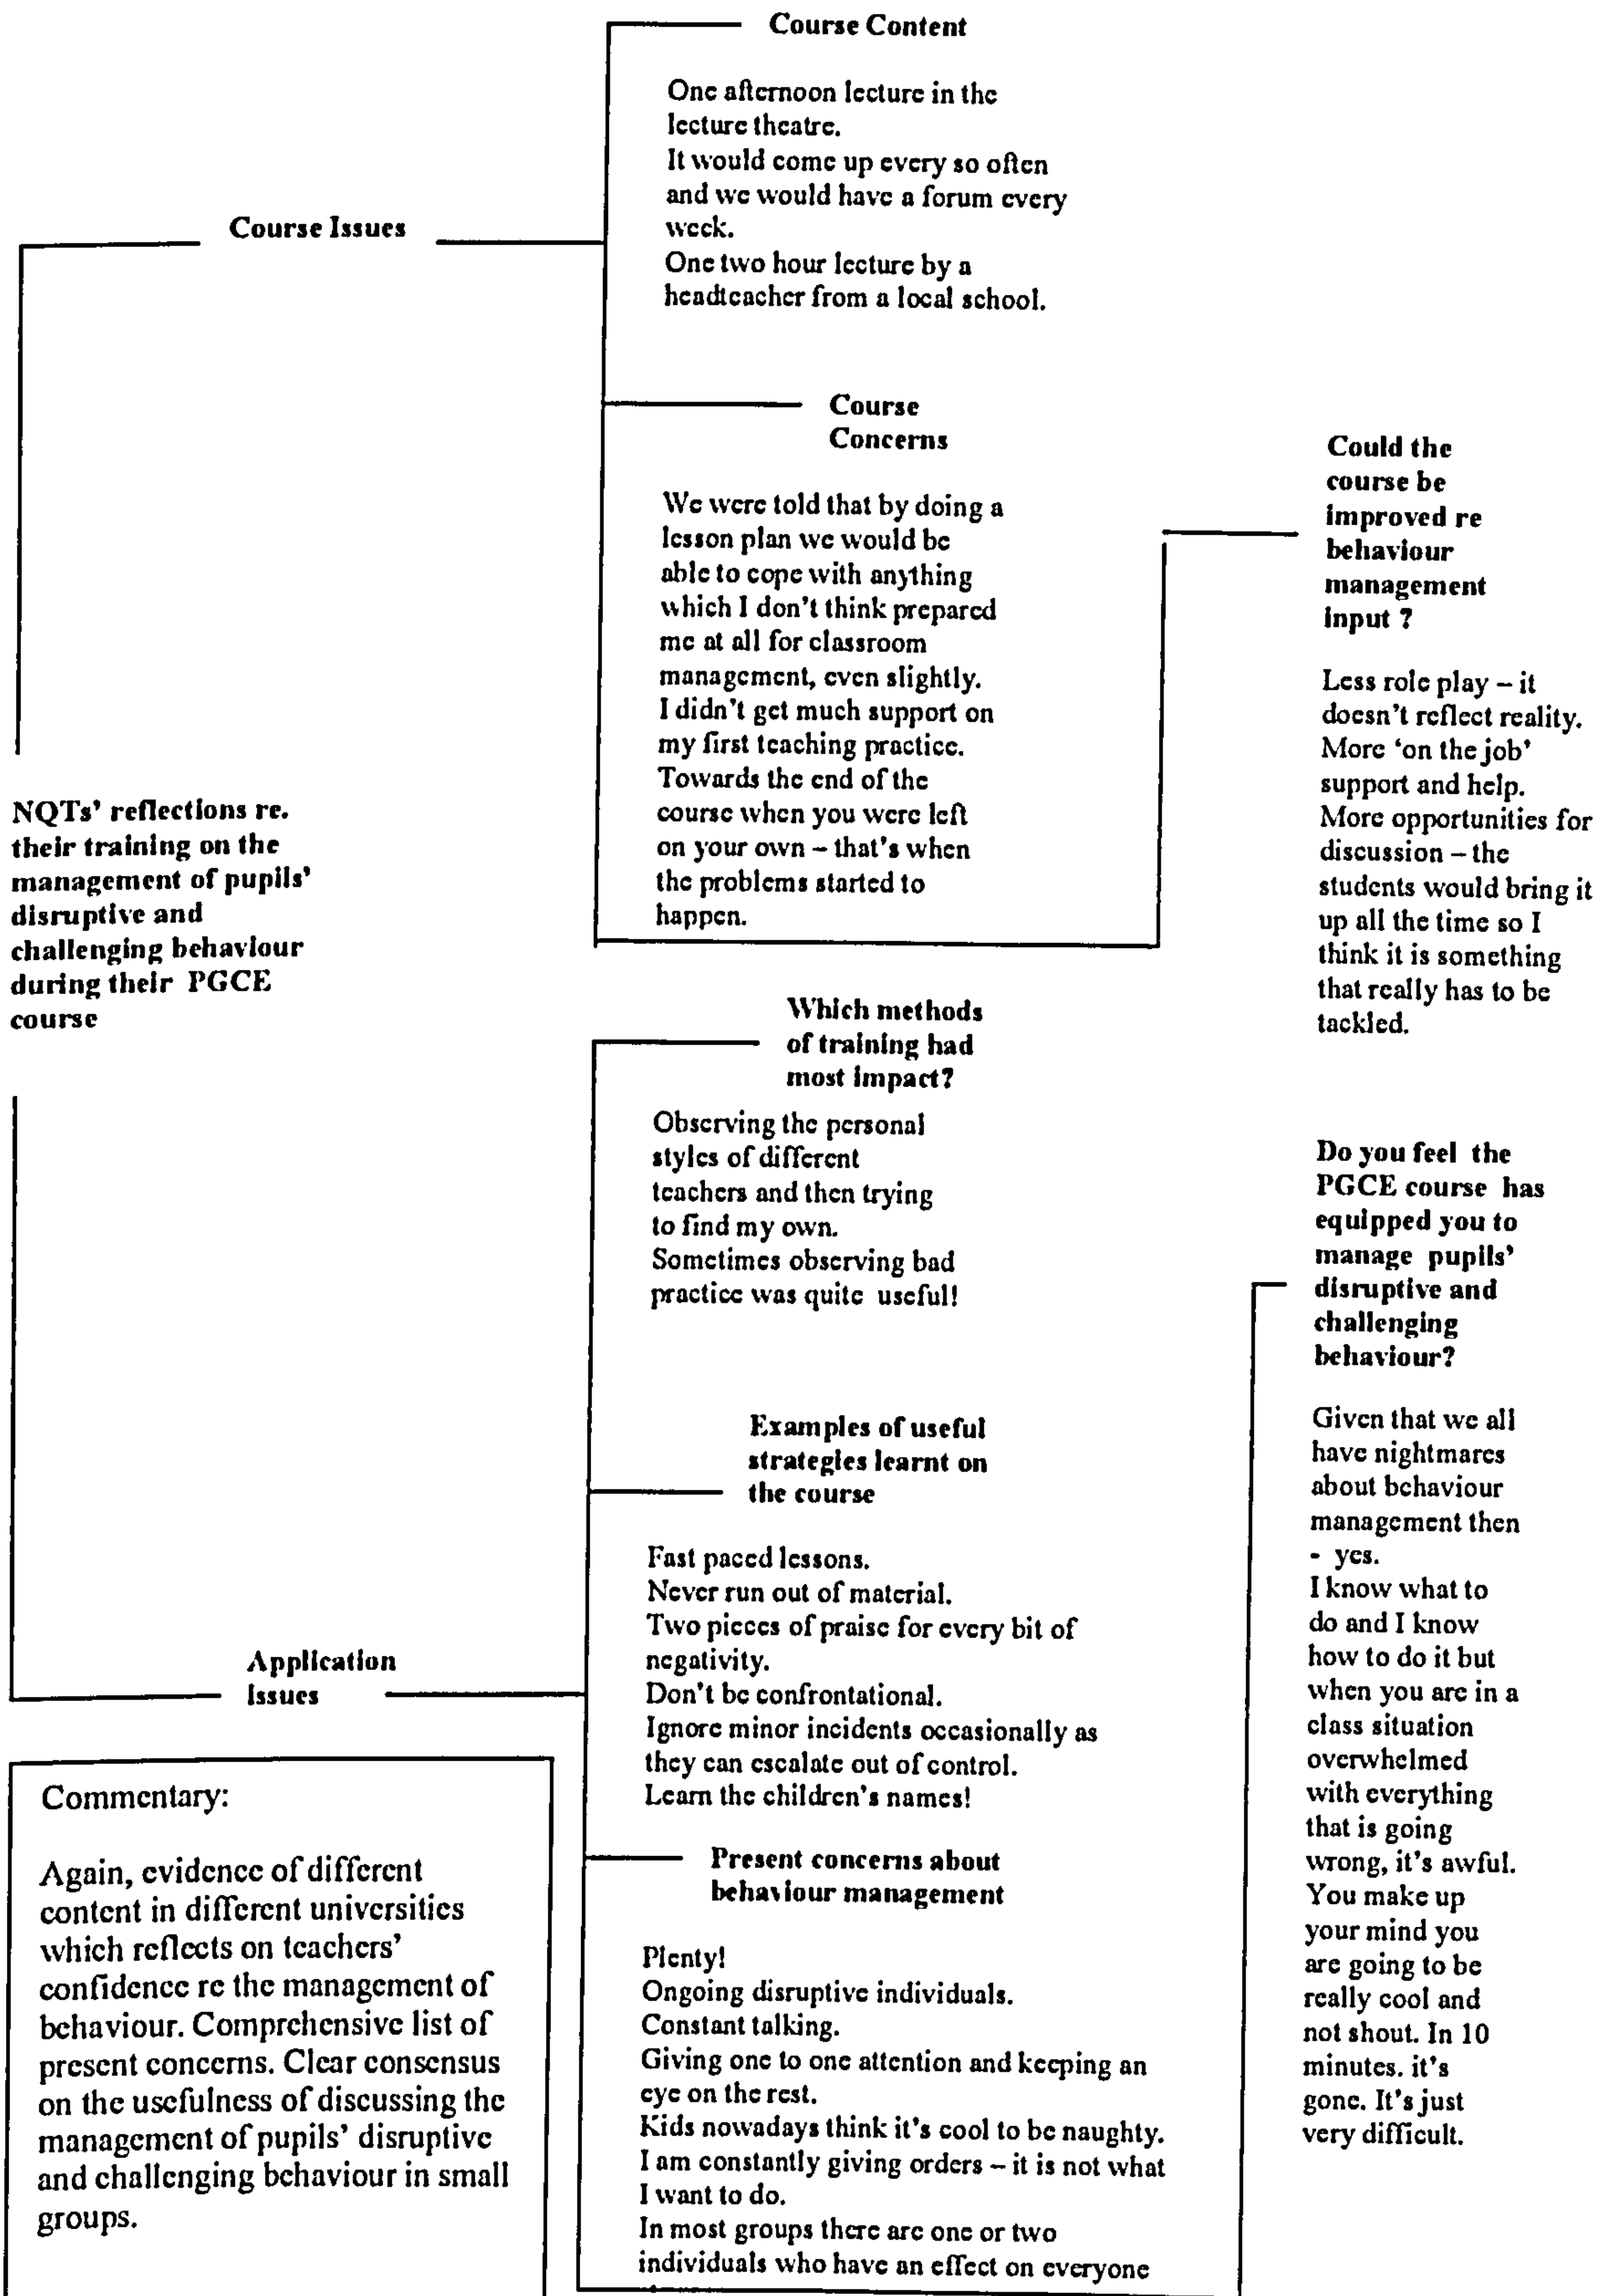 Course Content
One afternoon lecture in the
lecture theatre.
It would come up every so often
and we would have a forum every
week.
One two hour lecture by a
headteacher from a local school.
Course Issues
Course
Concerns
We were told that by doing a
lesson plan we would be
able to cope with anything
which I don't think prepared
me at all for classroom
management, even slightly.
I didn't get much support on
my first teaching practice.
Towards the end of the
course when you were left
on your own – that's when
the problems started to
happen.
Could the
course be
improved re
behaviour
management
input ?
Less role play – it
doesn't reflect reality.
More 'on the job'
support and help.
More opportunities for
discussion – the
students would bring it
up all the time so I
think it is something
that really has to be
tackled.
NQTs' reflections re.
their training on the
management of pupils'
disruptive and
challenging behaviour
during their PGCE
course
Which methods
of training had
most impact?
Observing the personal
styles of different
teachers and then trying
to find my own.
Sometimes observing bad
practice was quite useful!
Examples of useful
strategies learnt on
the course
Fast paced lessons.
Never run out of material.
Two pieces of praise for every bit of
negativity.
Don't be confrontational.
Ignore minor incidents occasionally as
they can escalate out of control.
Learn the children's names!
Application
Issues
Present concerns about
behaviour management
Plenty!
Ongoing disruptive individuals.
Constant talking.
Giving one to one attention and keeping an
eye on the rest.
Kids nowadays think it's cool to be naughty.
I am constantly giving orders – it is not what
I want to do.
In most groups there are one or two
individuals who have an effect on everyone
Do you feel the
PGCE course has
equipped you to
manage pupils'
disruptive and
challenging
behaviour?
Given that we all
have nightmares
about behaviour
management then
- yes.
I know what to
do and I know
how to do it but
when you are in a
class situation
overwhelmed
with everything
that is going
wrong, it's awful.
You make up
your mind you
are going to be
really cool and
not shout. In 10
minutes. it's
gone. It's just
very difficult.
Commentary:
Again, evidence of different
content in different universities
which reflects on teachers'
confidence re the management of
behaviour. Comprehensive list of
present concerns. Clear consensus
on the usefulness of discussing the
management of pupils' disruptive
and challenging behaviour in small
groups.